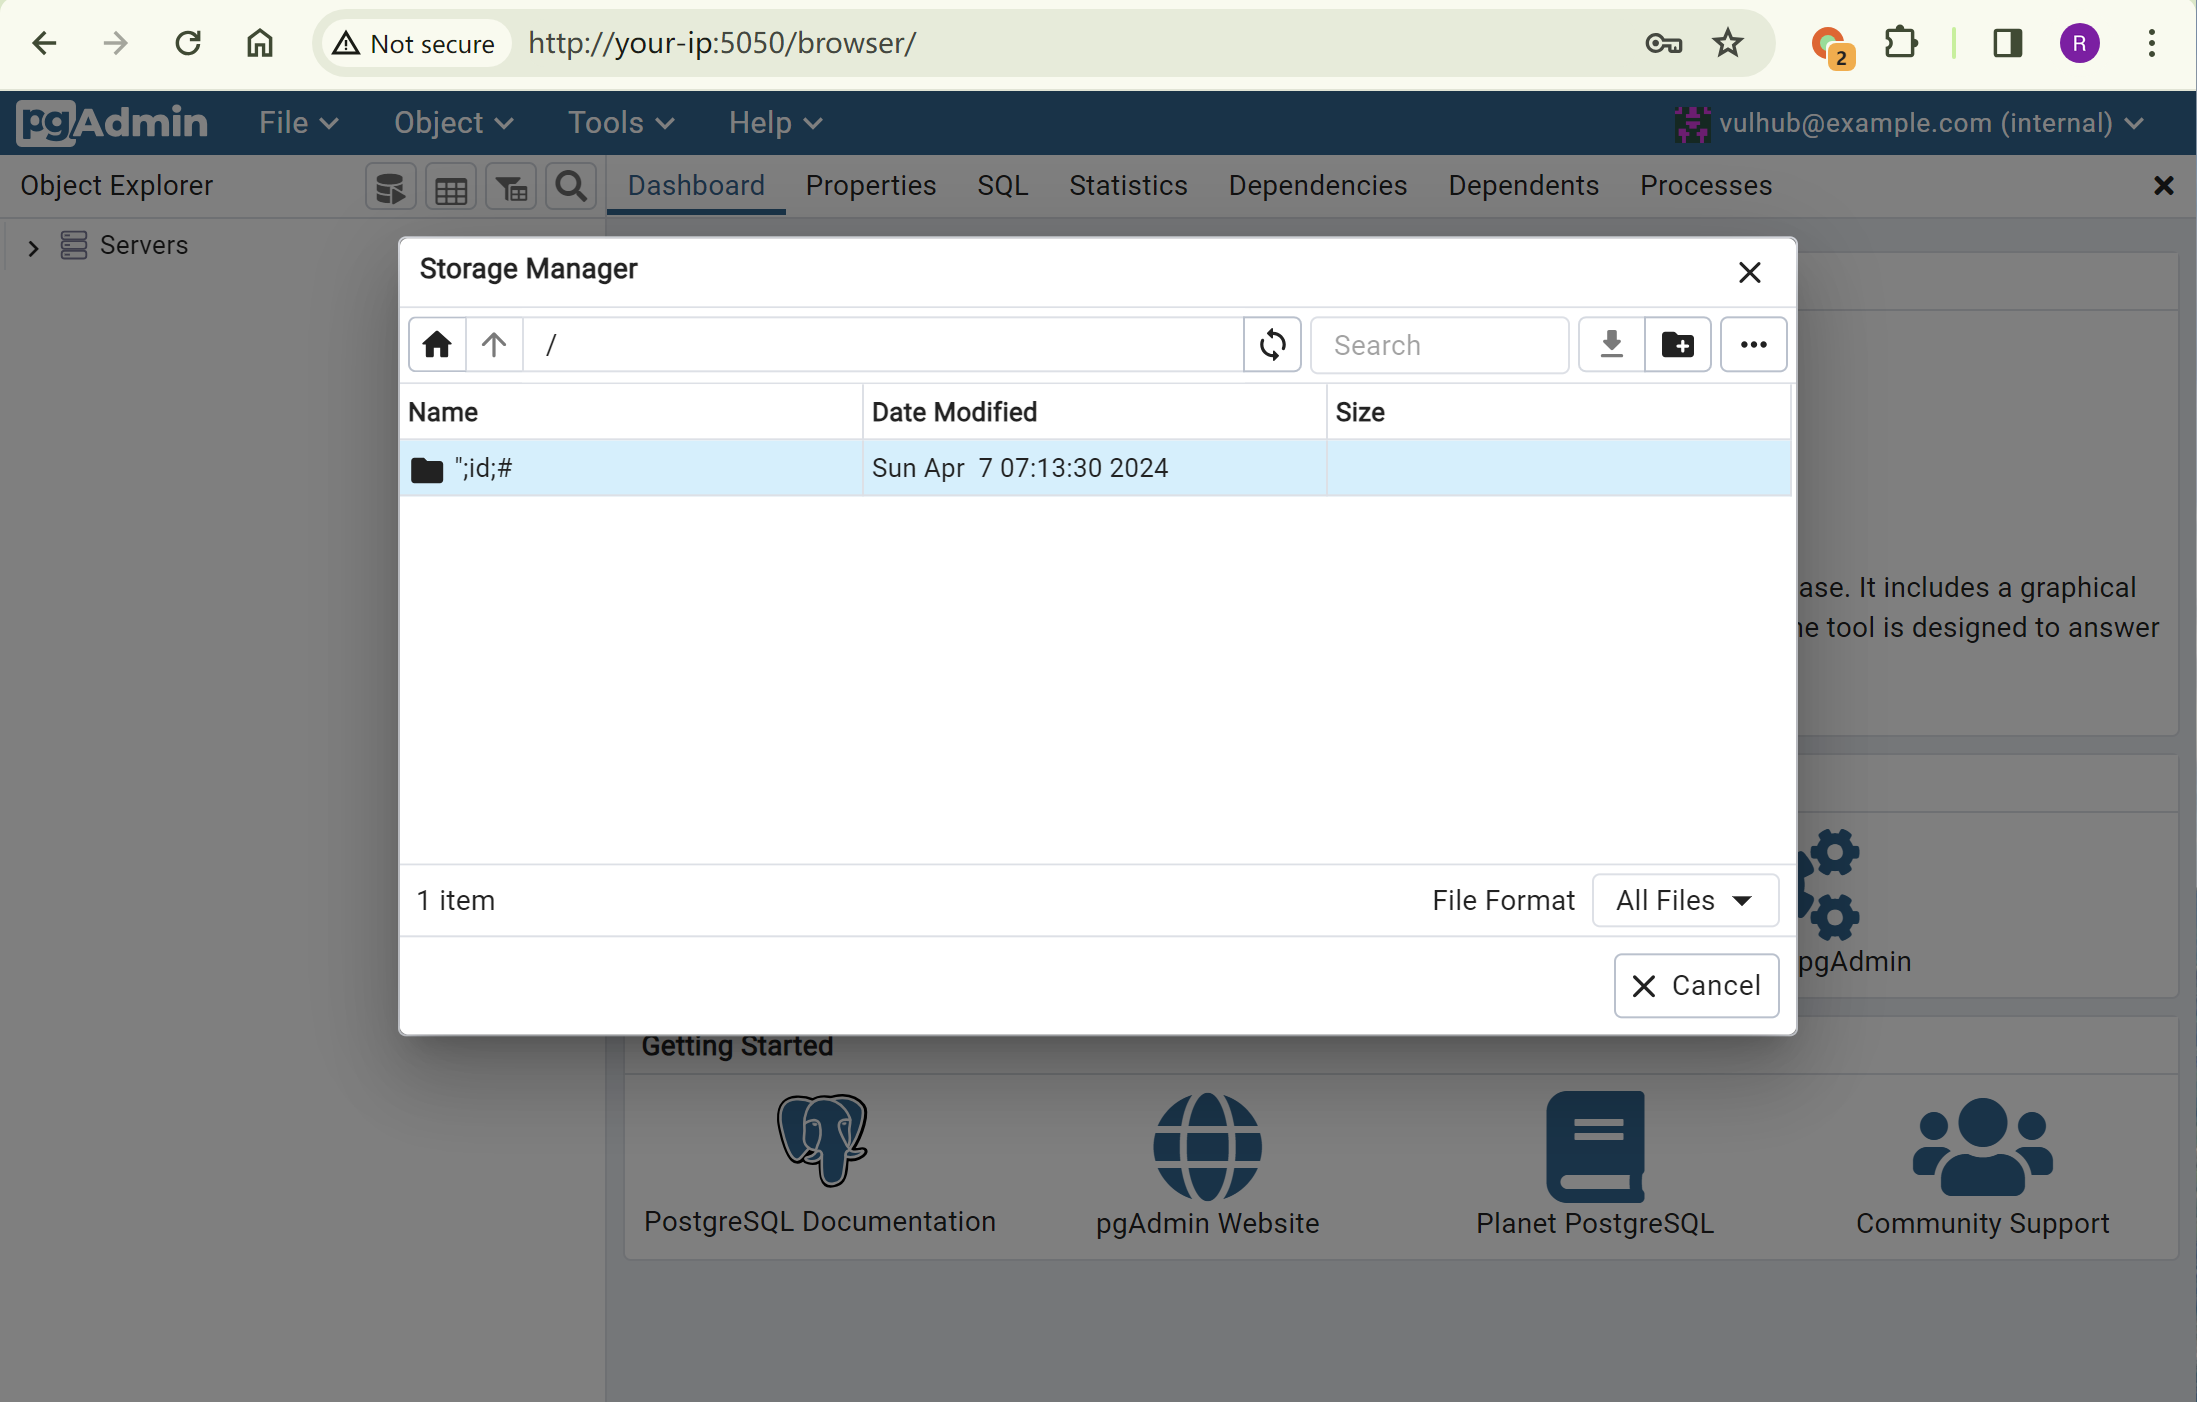 Not secure
http://your-ip:5050/browser/
2
R
pgAdmin
File
Object
Tools
Help
vulhub@example.com (internal)
Object Explorer
Dashboard
Properties
SQL
Statistics
Dependencies
Dependents
Processes
Servers
Storage Manager
/
Search
Name
Date Modified
Size
";id;#
Sun Apr  7 07:13:30 2024
1 item
File Format
All Files
Cancel
ase. It includes a graphical
tool is designed to answer
pgAdmin
Getting Started
PostgreSQL Documentation
pgAdmin Website
Planet PostgreSQL
Community Support